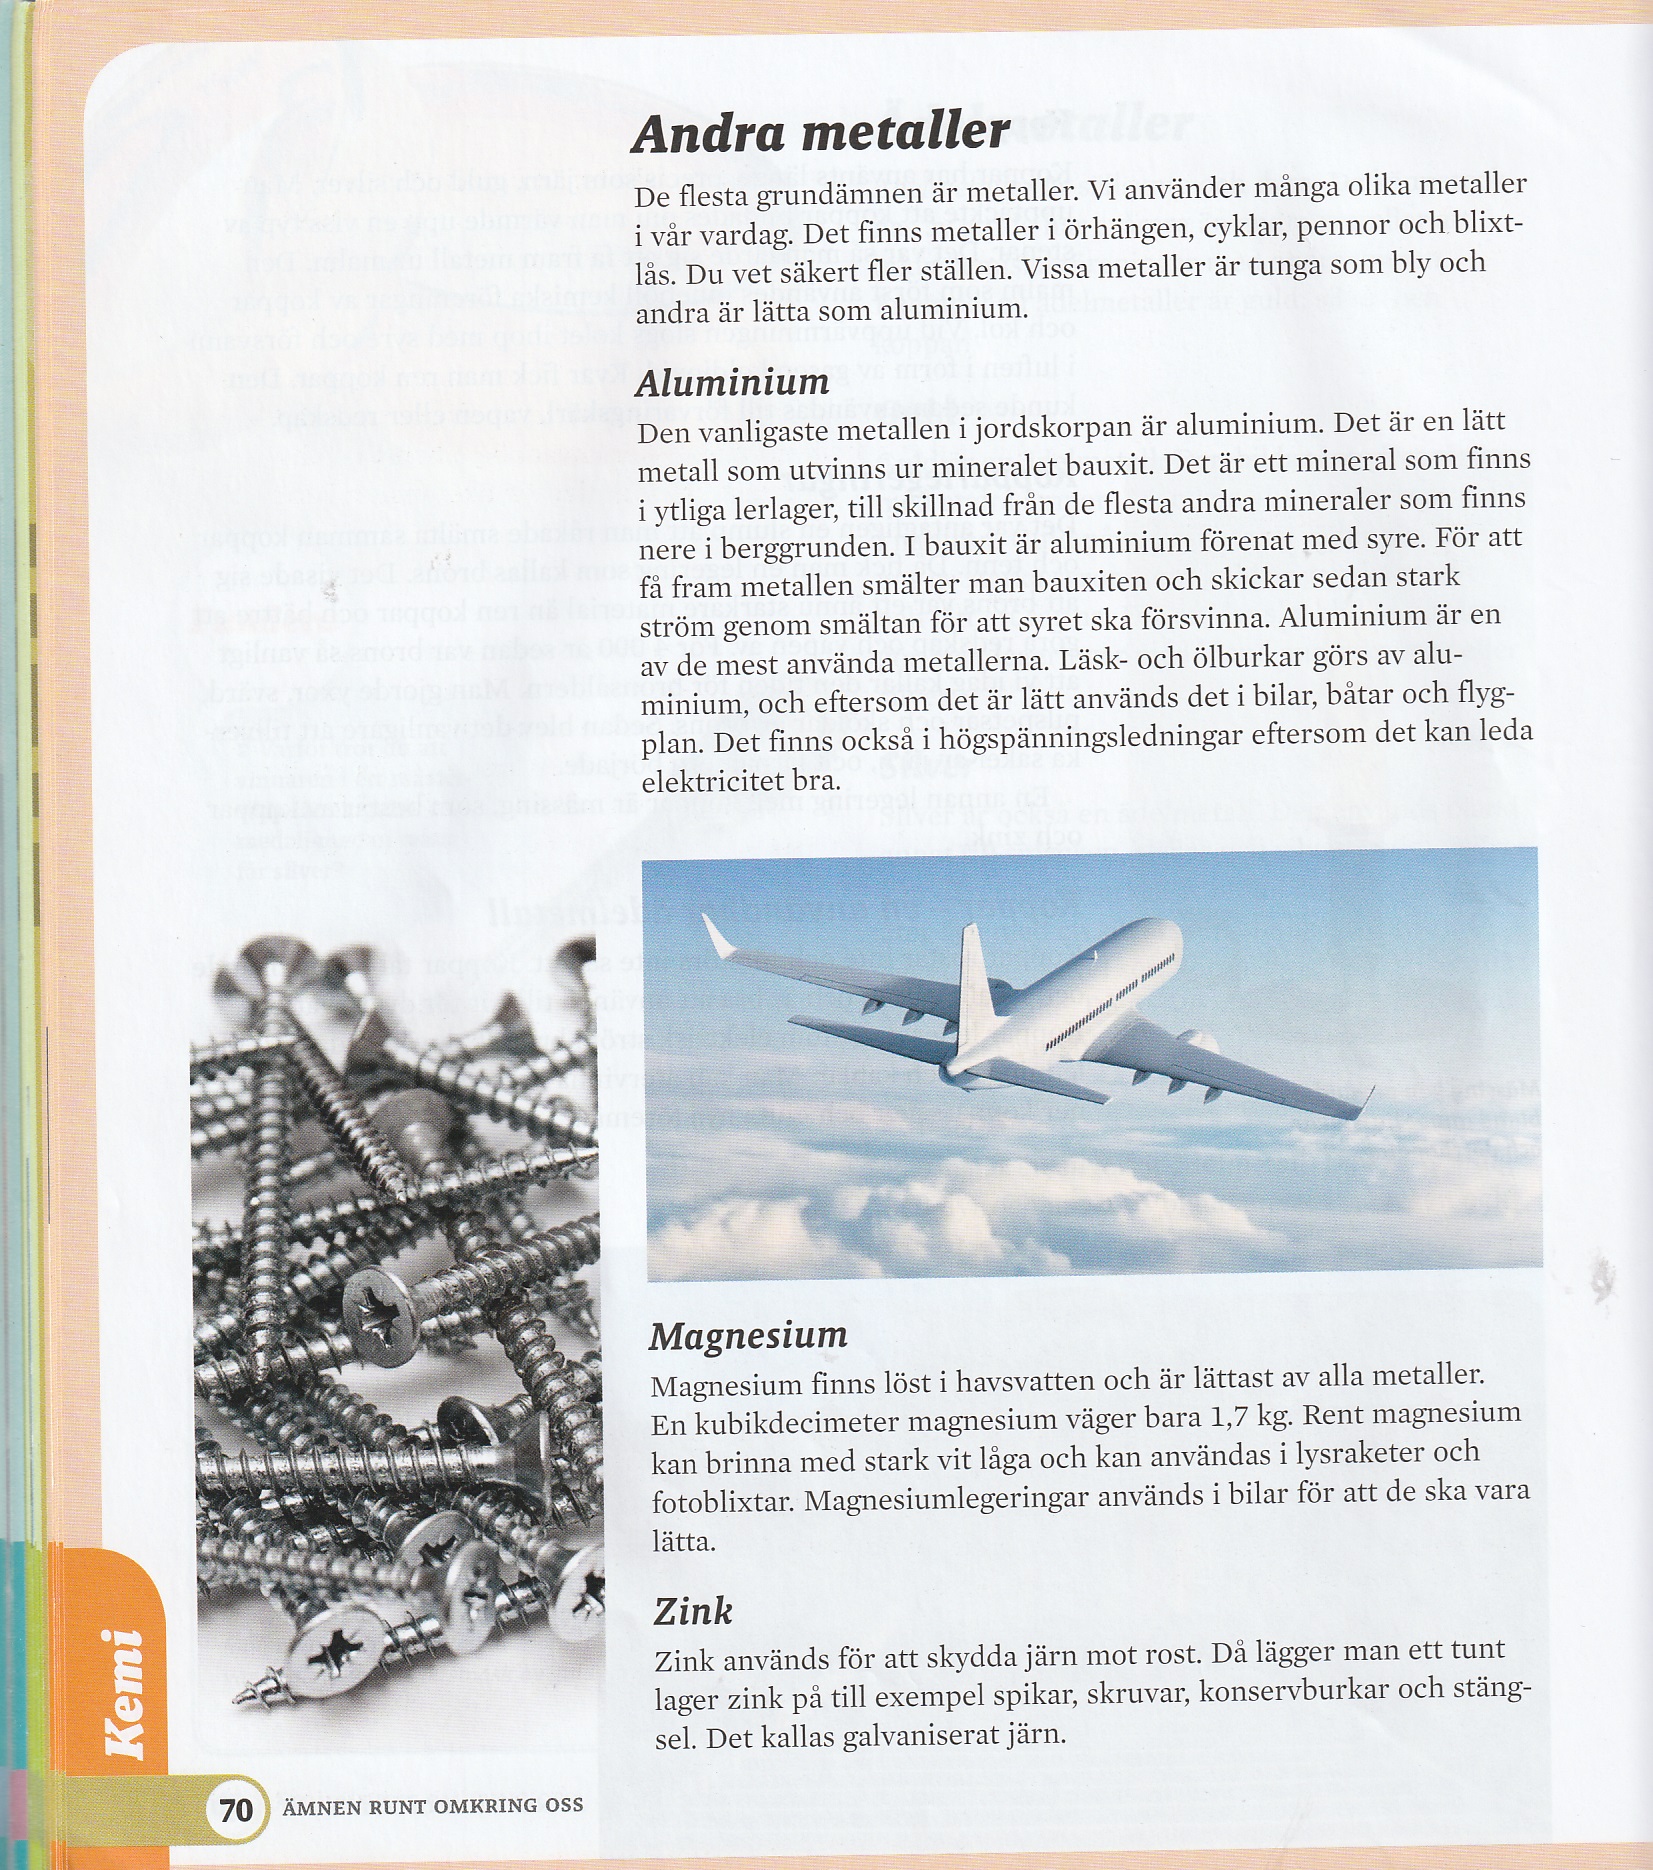 Andra metaller
De flesta grundämnen är metaller. Vi använder många olika metaller
i vår vardag. Det finns metaller i örhängen, cyklar, pennor och blixt-
lås. Du vet säkert fler ställen. Vissa metaller är tunga som bly och
andra är lätta som aluminium.
Aluminium
Den vanligaste metallen i jordskorpan är aluminium. Det är en lätt
metall som utvinns ur mineralet bauxit. Det är ett mineral som finns
i ytliga lerlager, till skillnad från de flesta andra mineraler som finns
nere i berggrunden. I bauxit är aluminium förenat med syre. För att
få fram metallen smälter man bauxiten och skickar sedan stark
ström genom smältan för att syret ska försvinna. Aluminium är en
av de mest använda metallerna. Läsk- och ölburkar görs av alu-
minium, och eftersom det är lätt används det i bilar, båtar och flyg-
plan. Det finns också i högspänningsledningar eftersom det kan leda
elektricitet bra.
Magnesium
Magnesium finns löst i havsvatten och är lättast av alla metaller.
En kubikdecimeter magnesium väger bara 1,7 kg. Rent magnesium
kan brinna med stark vit låga och kan användas i lysraketer och
fotoblixtar. Magnesiumlegeringar används i bilar för att de ska vara
lätta.
Zink
Zink används för att skydda järn mot rost. Då lägger man ett tunt
lager zink på till exempel spikar, skruvar, konservburkar och stäng-
sel. Det kallas galvaniserat järn.
Kemi
70 ÄMNEN RUNT OMKRING OSS